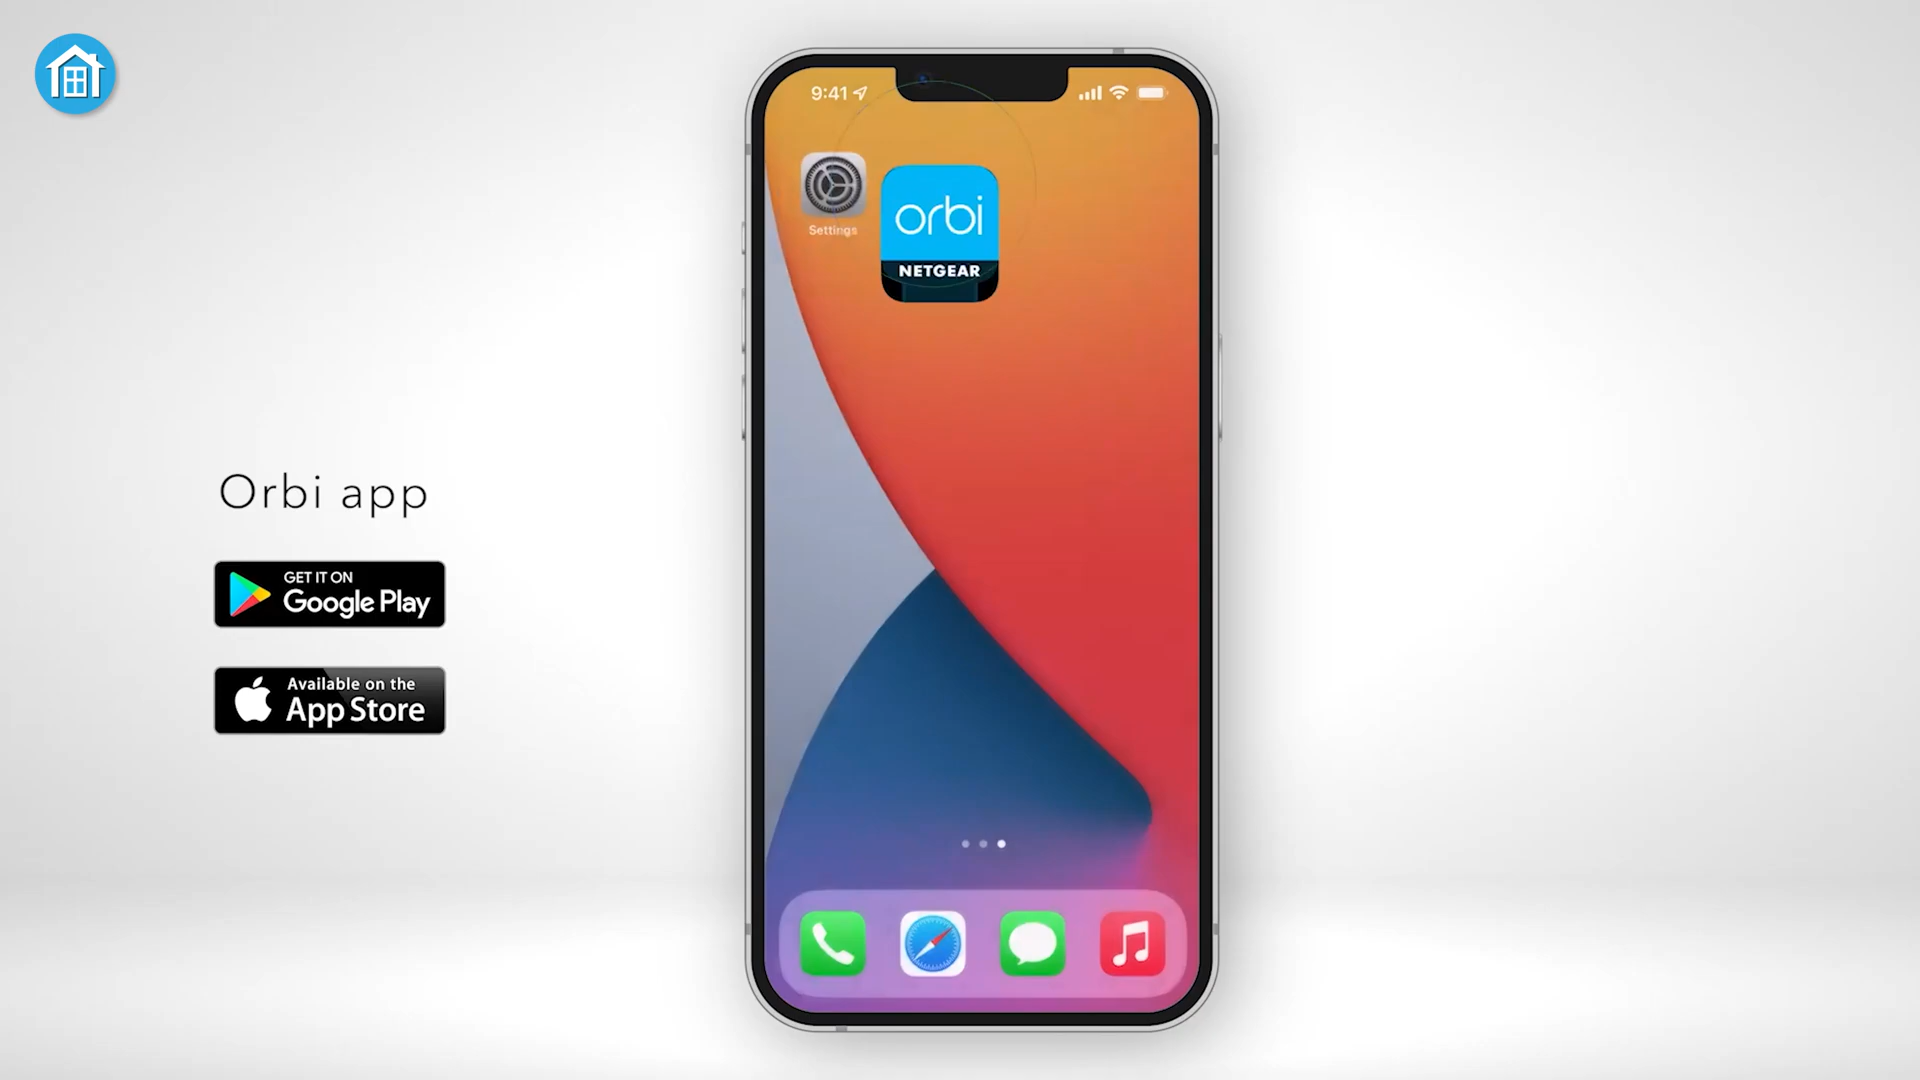 9:41
Settings
orbi
NETGEAR
Orbi app
GET IT ON
Google Play
Available on the
App Store